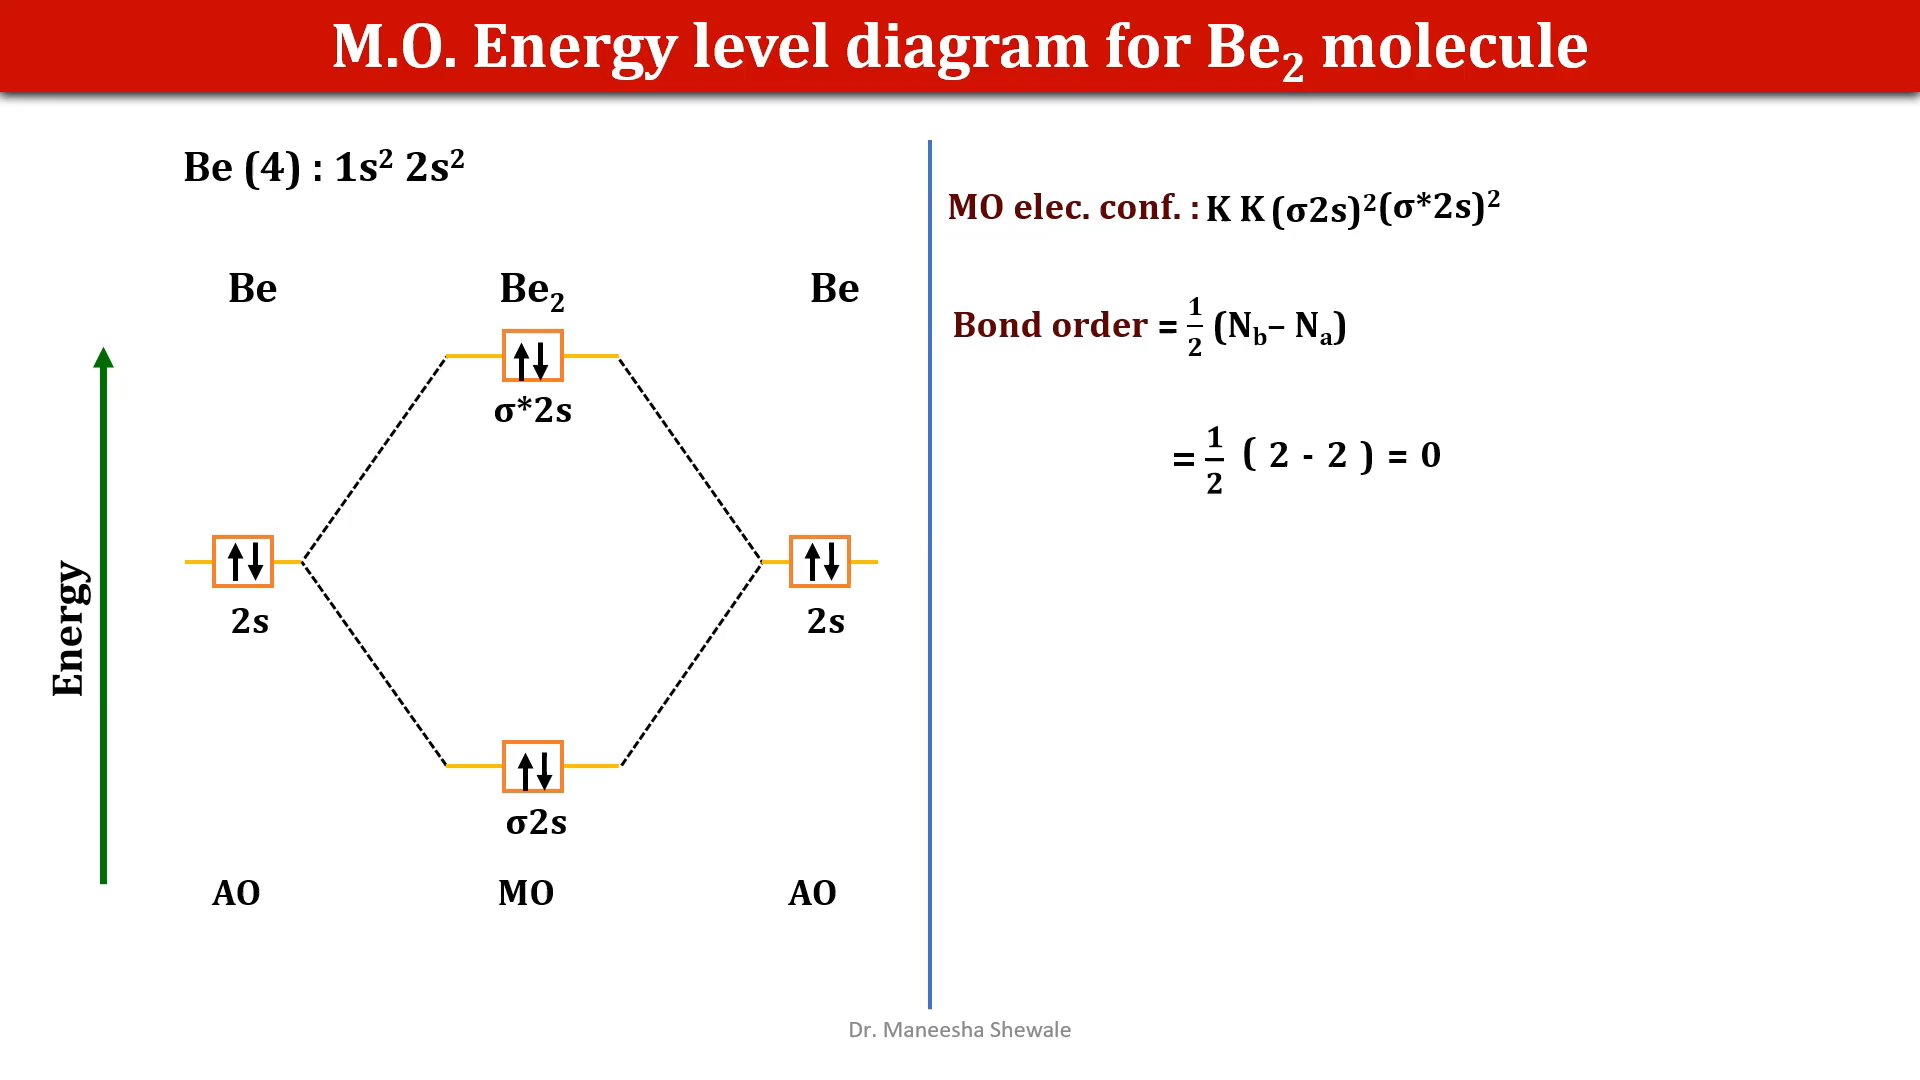 M.O. Energy level diagram for Be₂ molecule
Be (4) : 1s² 2s²
Be Be₂ Be
σ*2s
2s 2s
σ2s
AO MO AO
Energy
MO elec. conf. : K K (σ2s)²(σ*2s)²
Bond order = 1/2 (N_b– N_a)
= 1/2 ( 2 - 2 ) = 0
Dr. Maneesha Shewale